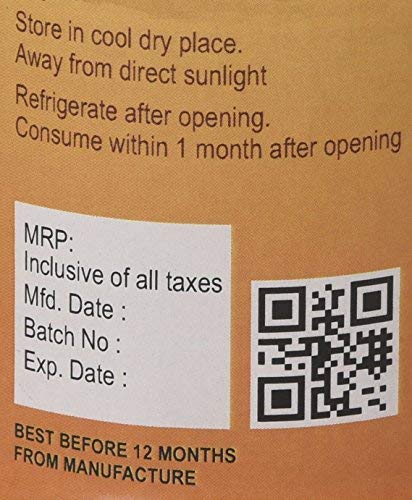 Store in cool dry place.
Away from direct sunlight
Refrigerate after opening.
Consume within 1 month after opening
MRP:
Inclusive of all taxes
Mfd. Date :
Batch No :
Exp. Date :
BEST BEFORE 12 MONTHS
FROM MANUFACTURE